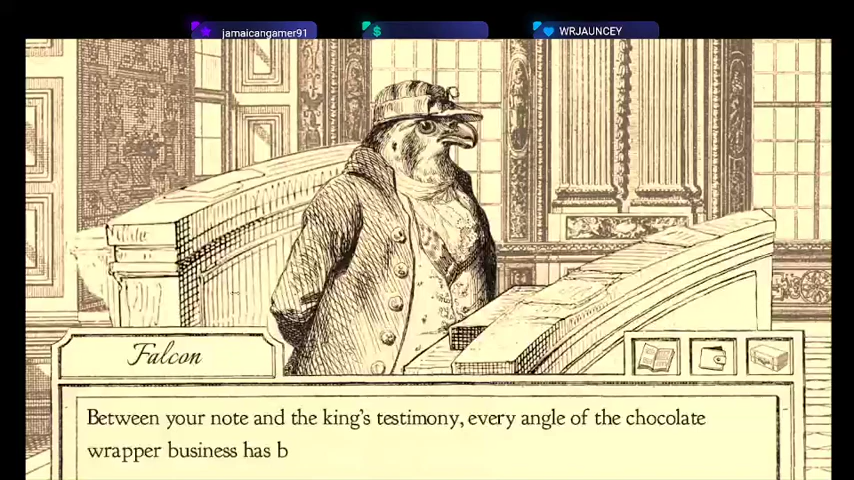 jamaicangamer91
$
WRJAUNCEY
Falcon
Between your note and the king's testimony, every angle of the chocolate
wrapper business has b